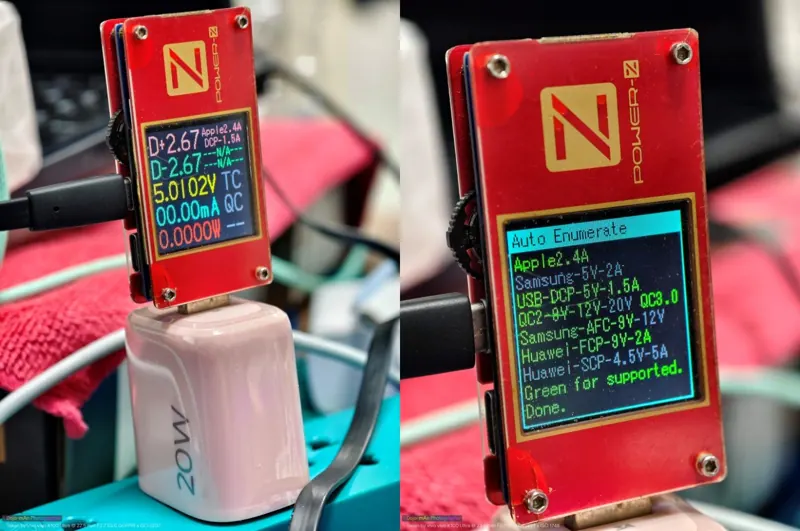 Z POWER-Z
D+2.67 Apple2.4A
DCP-1.5A
D-2.67 ---N/A---
---N/A---
5.0102V TC
00.00mA QC
0.0000W ---
20W
Z POWER-Z
Auto Enumerate
Apple2.4A
Samsung-5V-2A
USB-DCP-5V-1.5A
QC2-9V-12V-20V QC3.0
Samsung-AFC-9V-12V
Huawei-FCP-9V-2A
Huawei-SCP-4.5V-5A
Green for supported.
Done.